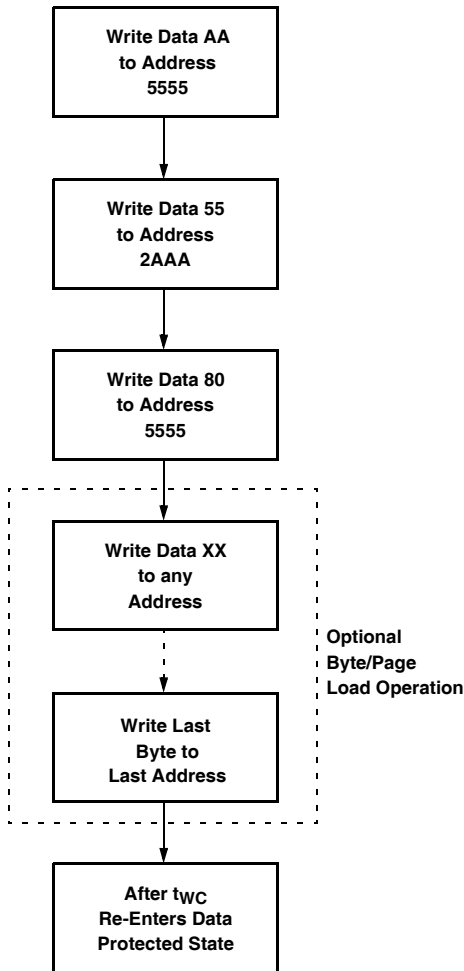 Write Data AA
to Address
5555
Write Data 55
to Address
2AAA
Write Data 80
to Address
5555
Write Data XX
to any
Address
Optional
Byte/Page
Load Operation
Write Last
Byte to
Last Address
After tWC
Re-Enters Data
Protected State